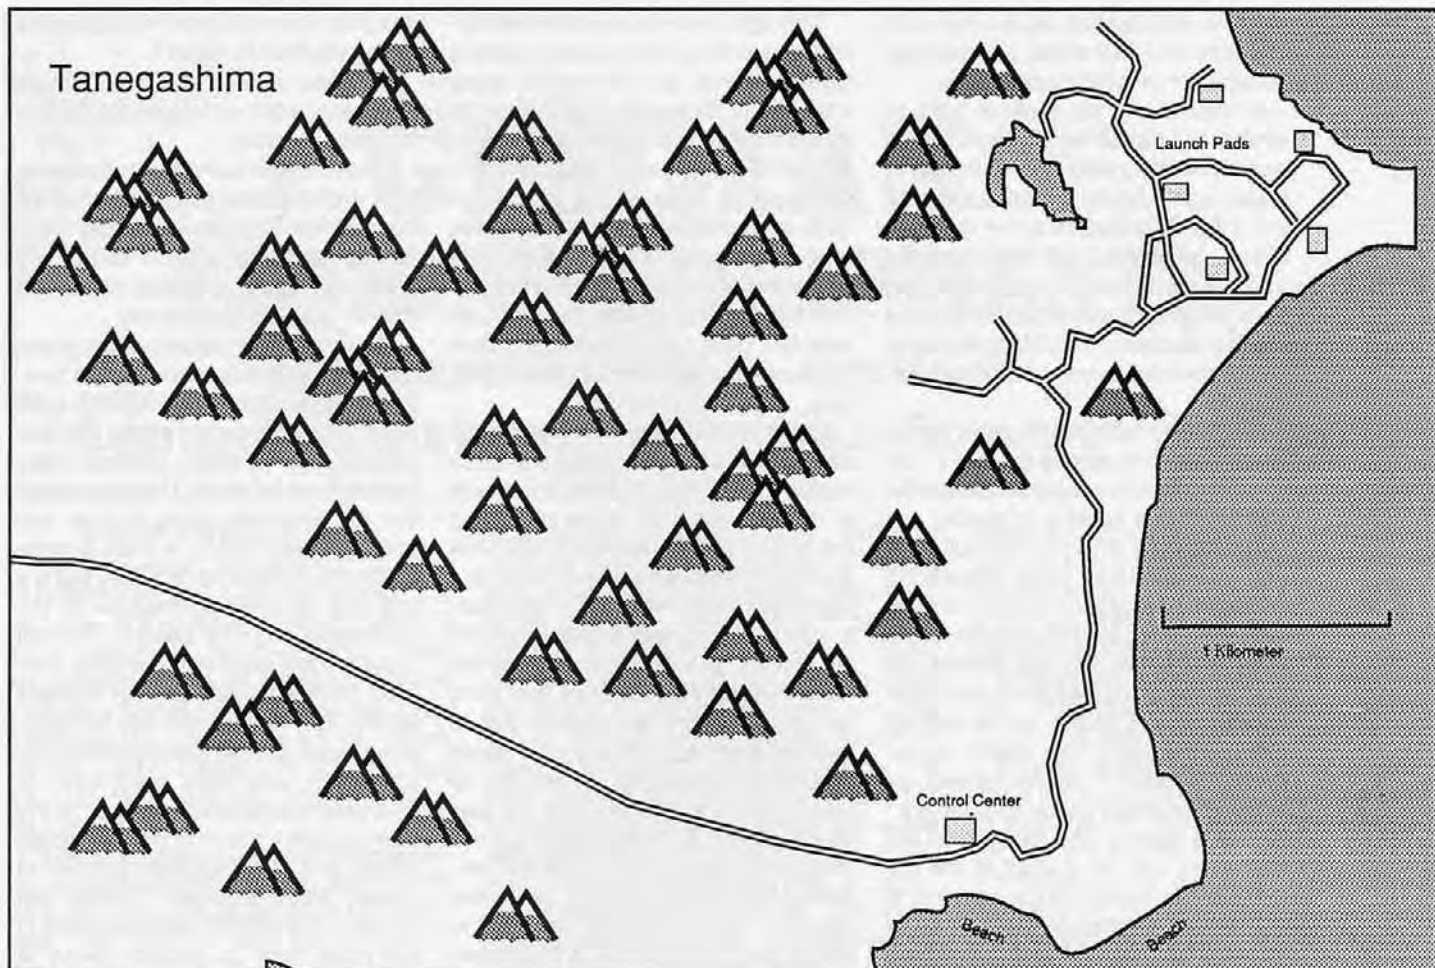 Tanegashima
Launch Pads
1 Kilometer
Control Center
Beach
Beach